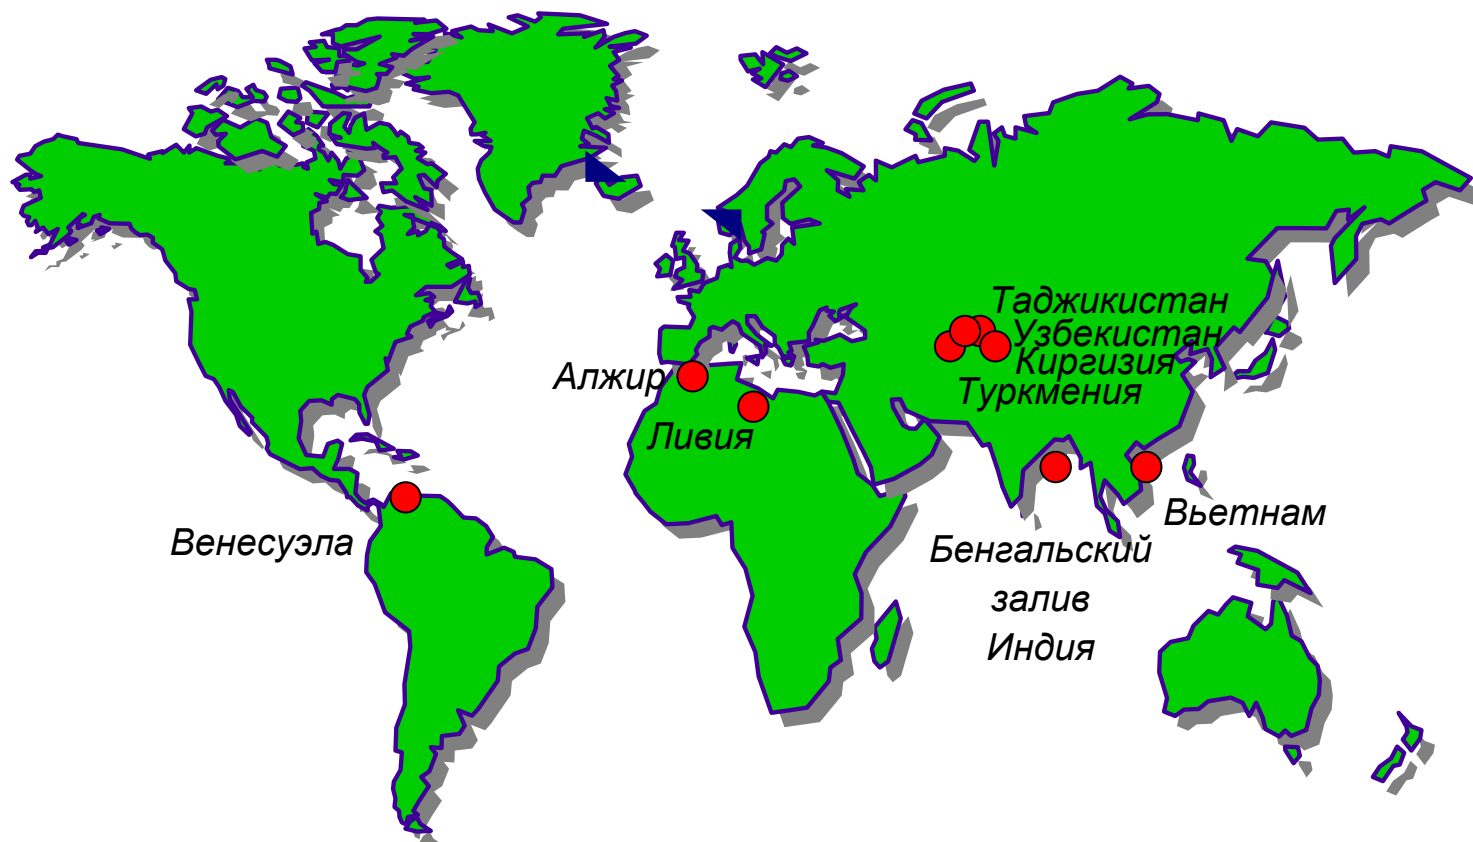 Таджикистан
Узбекистан
Киргизия
Туркмения
Алжир
Ливия
Венесуэла
Вьетнам
Бенгальский
залив
Индия